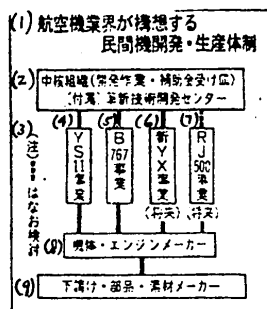 (1) 航空機業界が構想する
民間機開発・生産体制
(2) 中核組織(開発作業・補助金受け広)
(付属)革新技術開発センター
(3) (注)┅はなお検討
(4) YS11事業
(5) B767事業
(6) 新YX事業(将来)
(7) RJ500事業(将来)
(8) 機体・エンジンメーカー
(9) 下請け・部品・素材メーカー